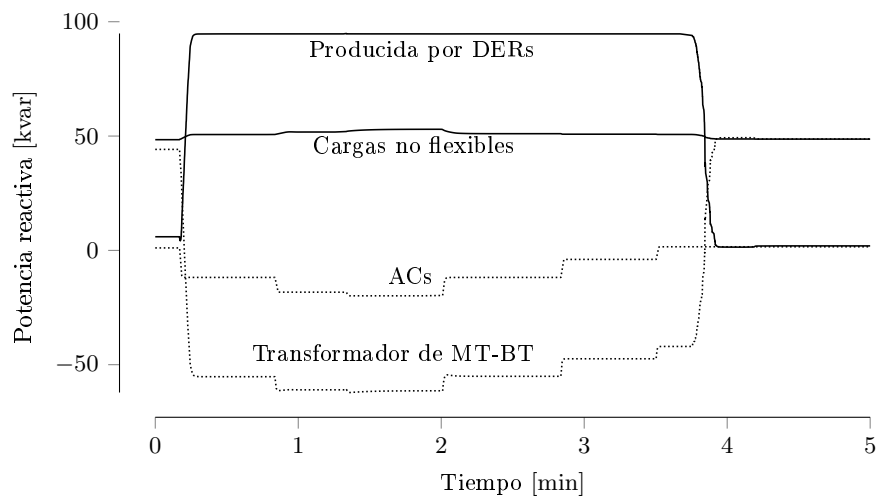 100
Producida por DERs
50
Cargas no flexibles
Potencia reactiva [kvar]
0
ACs
Transformador de MT-BT
−50
0 1 2 3 4 5
Tiempo [min]